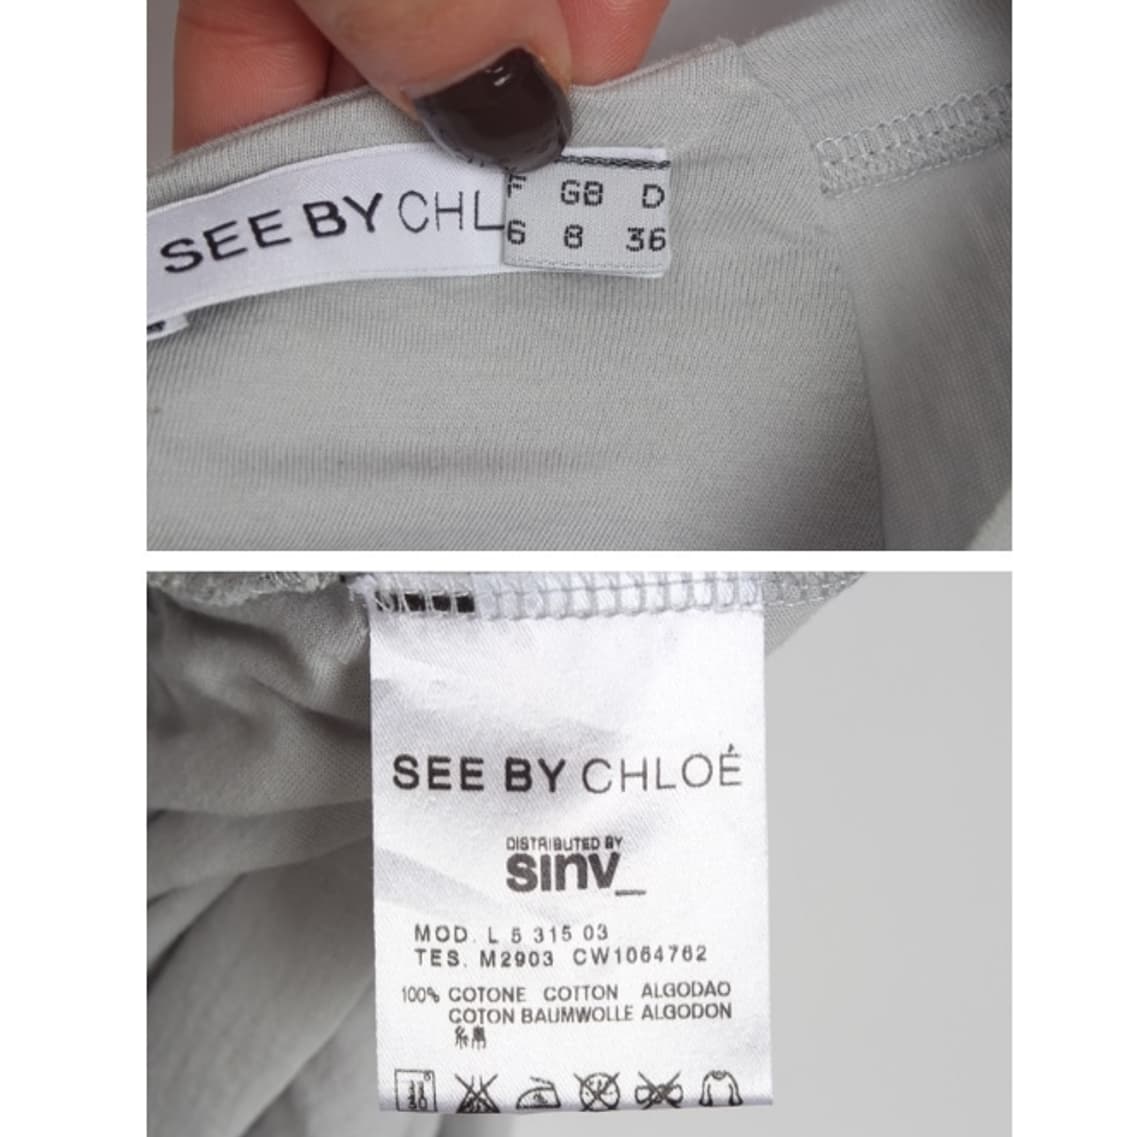 SEE BY CHL
F GB D
6 8 36
SEE BY CHLOÉ
DISTRIBUTED BY
sinv_
MOD. L 5 315 03
TES. M2903 CW1064762
100% COTONE COTTON ALGODAO
COTON BAUMWOLLE ALGODON